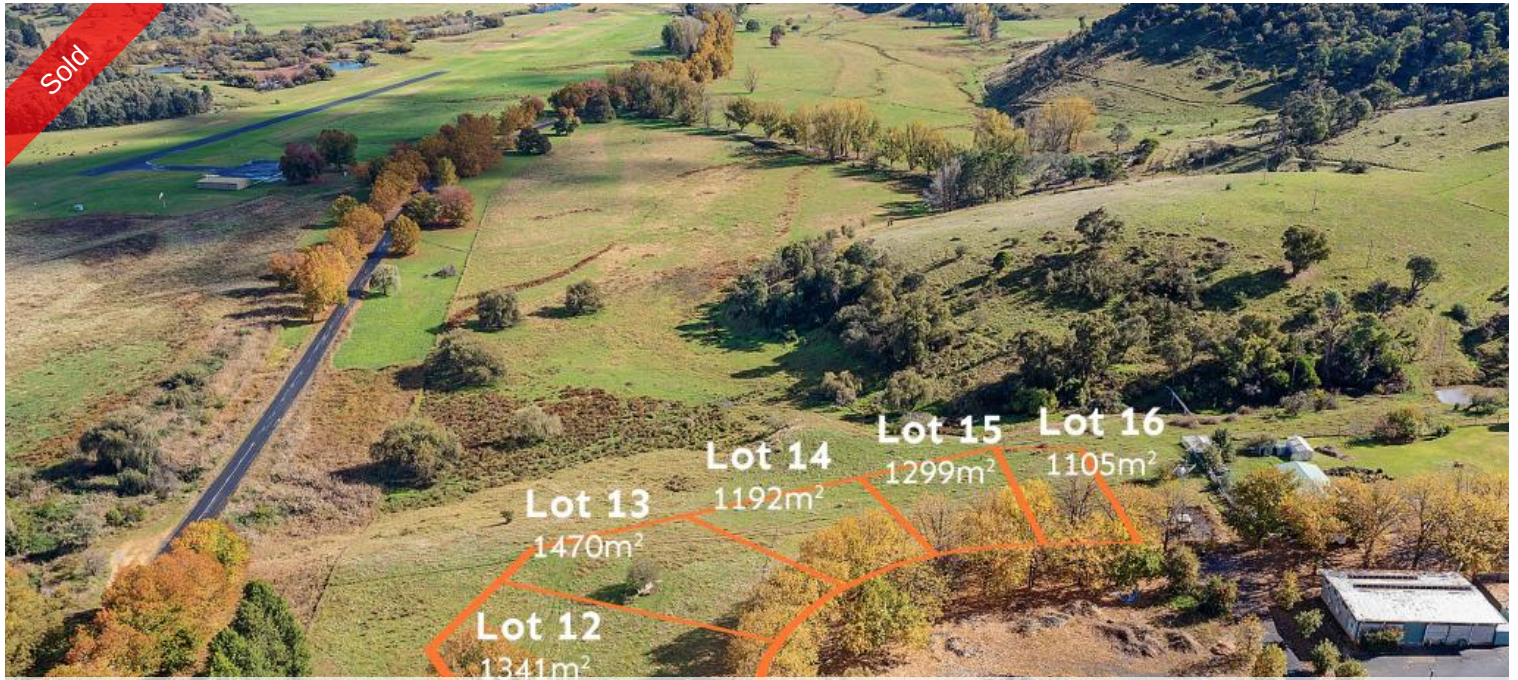 Sold
Lot 16
1105m²
Lot 15
1299m²
Lot 14
1192m²
Lot 13
1470m²
Lot 12
1341m²